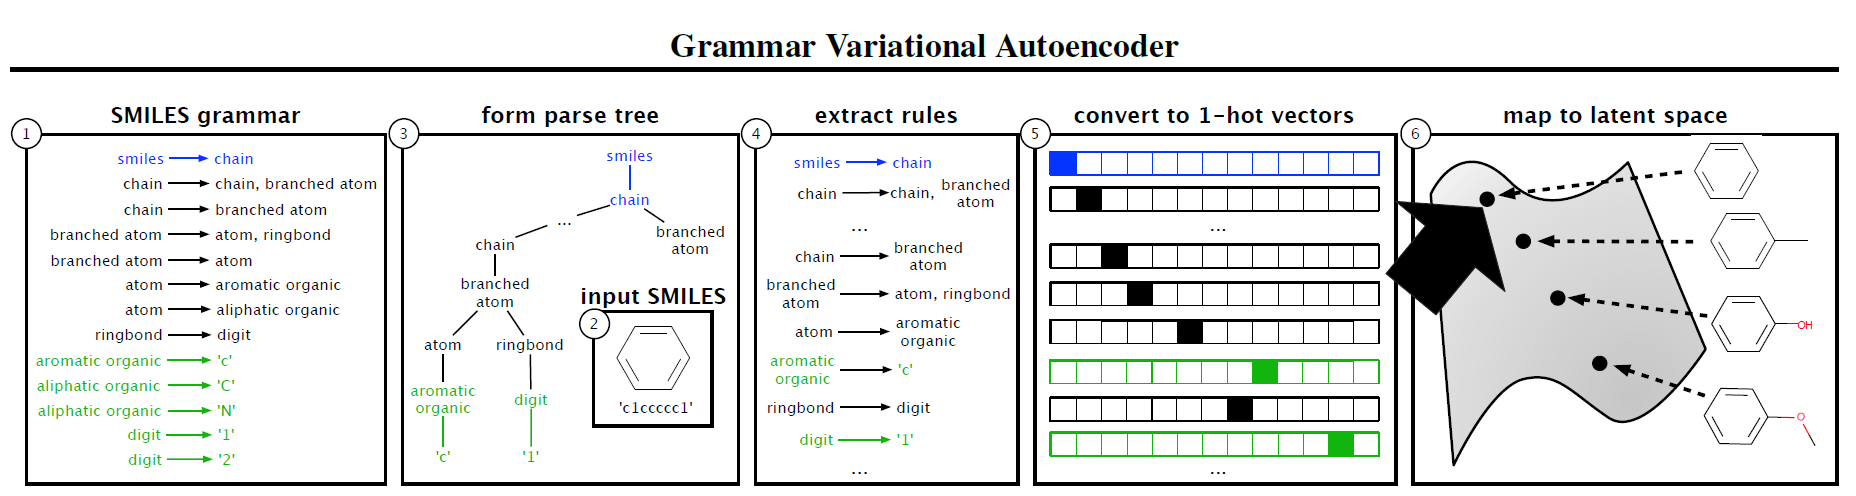 Grammar Variational Autoencoder
SMILES grammar
1
smiles → chain
chain → chain, branched atom
chain → branched atom
branched atom → atom, ringbond
branched atom → atom
atom → aromatic organic
atom → aliphatic organic
ringbond → digit
aromatic organic → 'c'
aliphatic organic → 'C'
aliphatic organic → 'N'
digit → '1'
digit → '2'
form parse tree
3
smiles
chain
...
branched
atom
chain
branched
atom
atom
ringbond
aromatic
organic
digit
'c'
'1'
input SMILES
2
'c1ccccc1'
extract rules
4
smiles → chain
chain → chain, branched
atom
...
chain → branched
atom
branched
atom → atom, ringbond
atom → aromatic
organic
aromatic
organic → 'c'
ringbond → digit
digit → '1'
...
convert to 1-hot vectors
5
...
...
map to latent space
6
OH
O